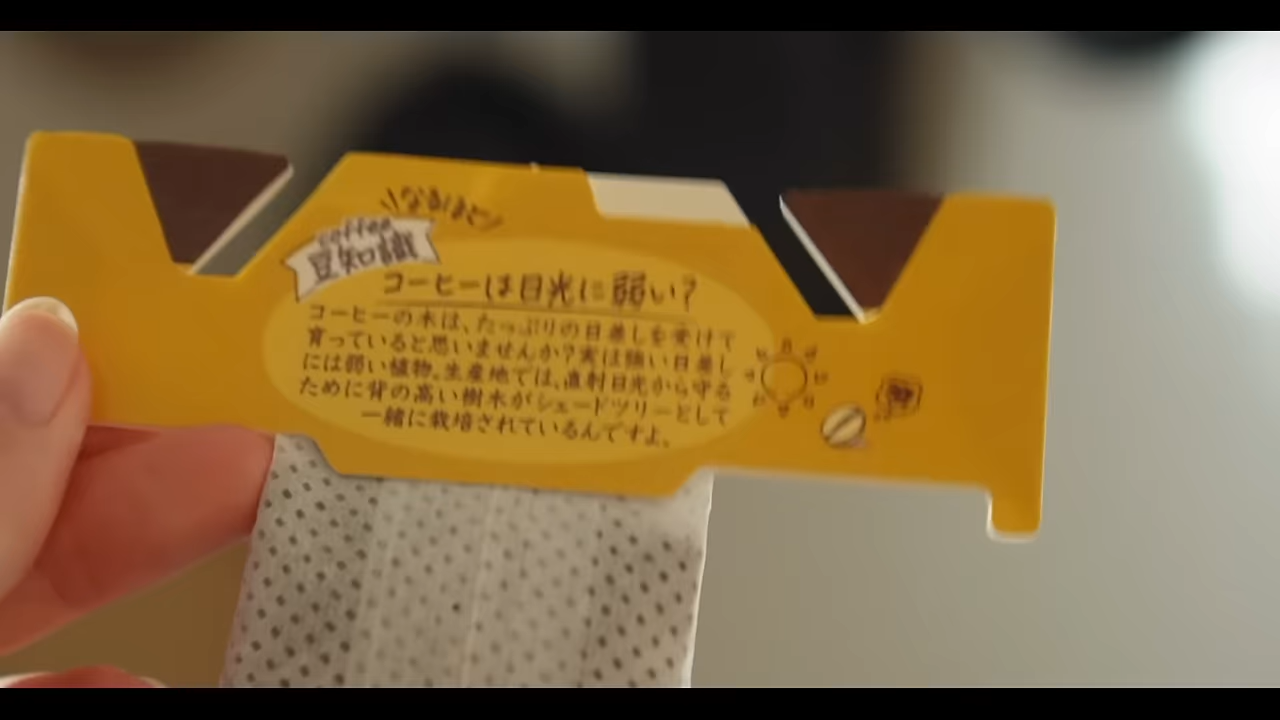 なるほど
coffee
豆知識
コーヒーは日光に弱い?
コーヒーの木は、たっぷりの日差しを受けて
育っていると思いませんか?実は強い日差し
には弱い植物。生産地では、直射日光から守る
ために背の高い樹木がシェードツリーとして
一緒に栽培されているんですよ。